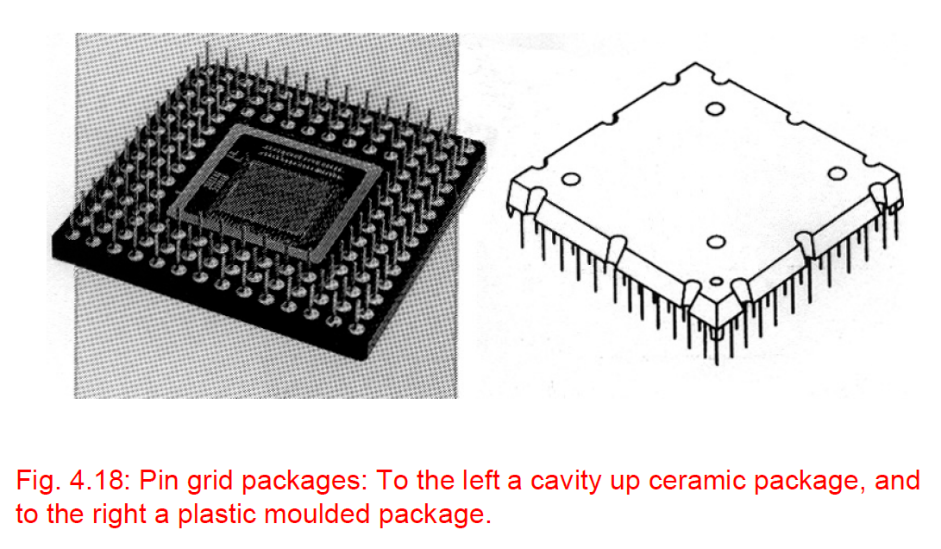 Fig. 4.18: Pin grid packages: To the left a cavity up ceramic package, and
to the right a plastic moulded package.